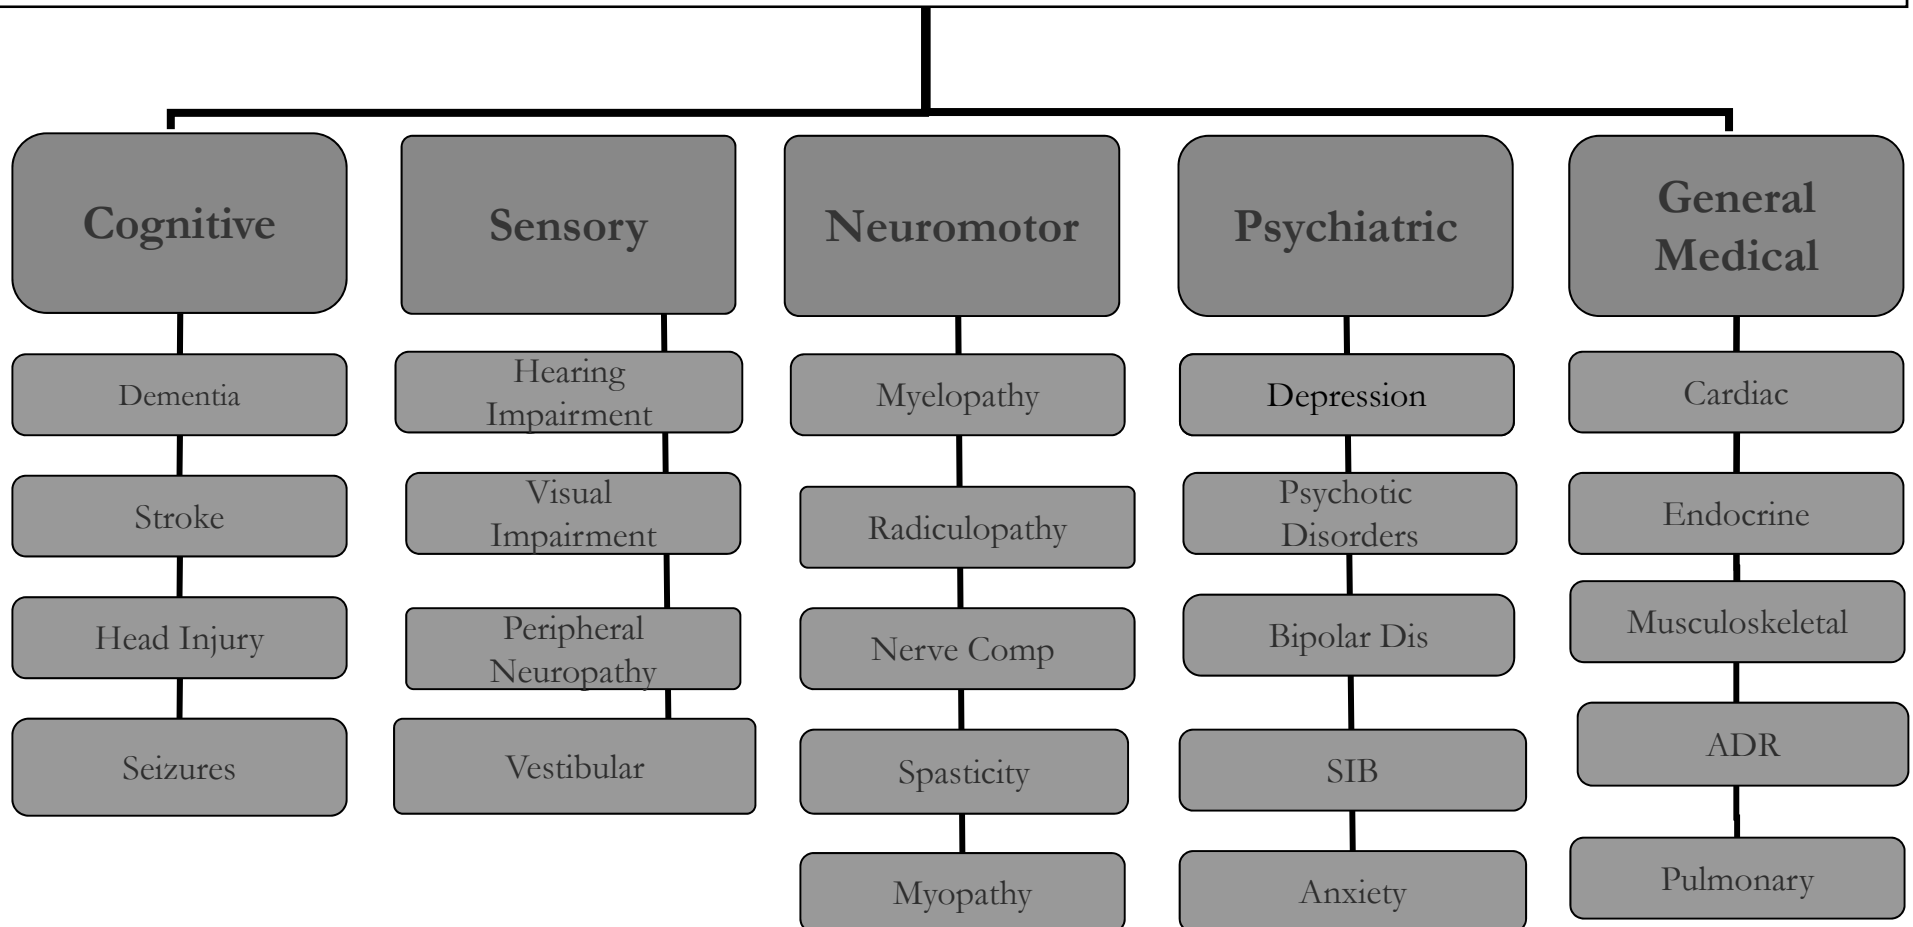 Cognitive
Dementia
Stroke
Head Injury
Seizures
Sensory
Hearing
Impairment
Visual
Impairment
Peripheral
Neuropathy
Vestibular
Neuromotor
Myelopathy
Radiculopathy
Nerve Comp
Spasticity
Myopathy
Psychiatric
Depression
Psychotic
Disorders
Bipolar Dis
SIB
Anxiety
General
Medical
Cardiac
Endocrine
Musculoskeletal
ADR
Pulmonary